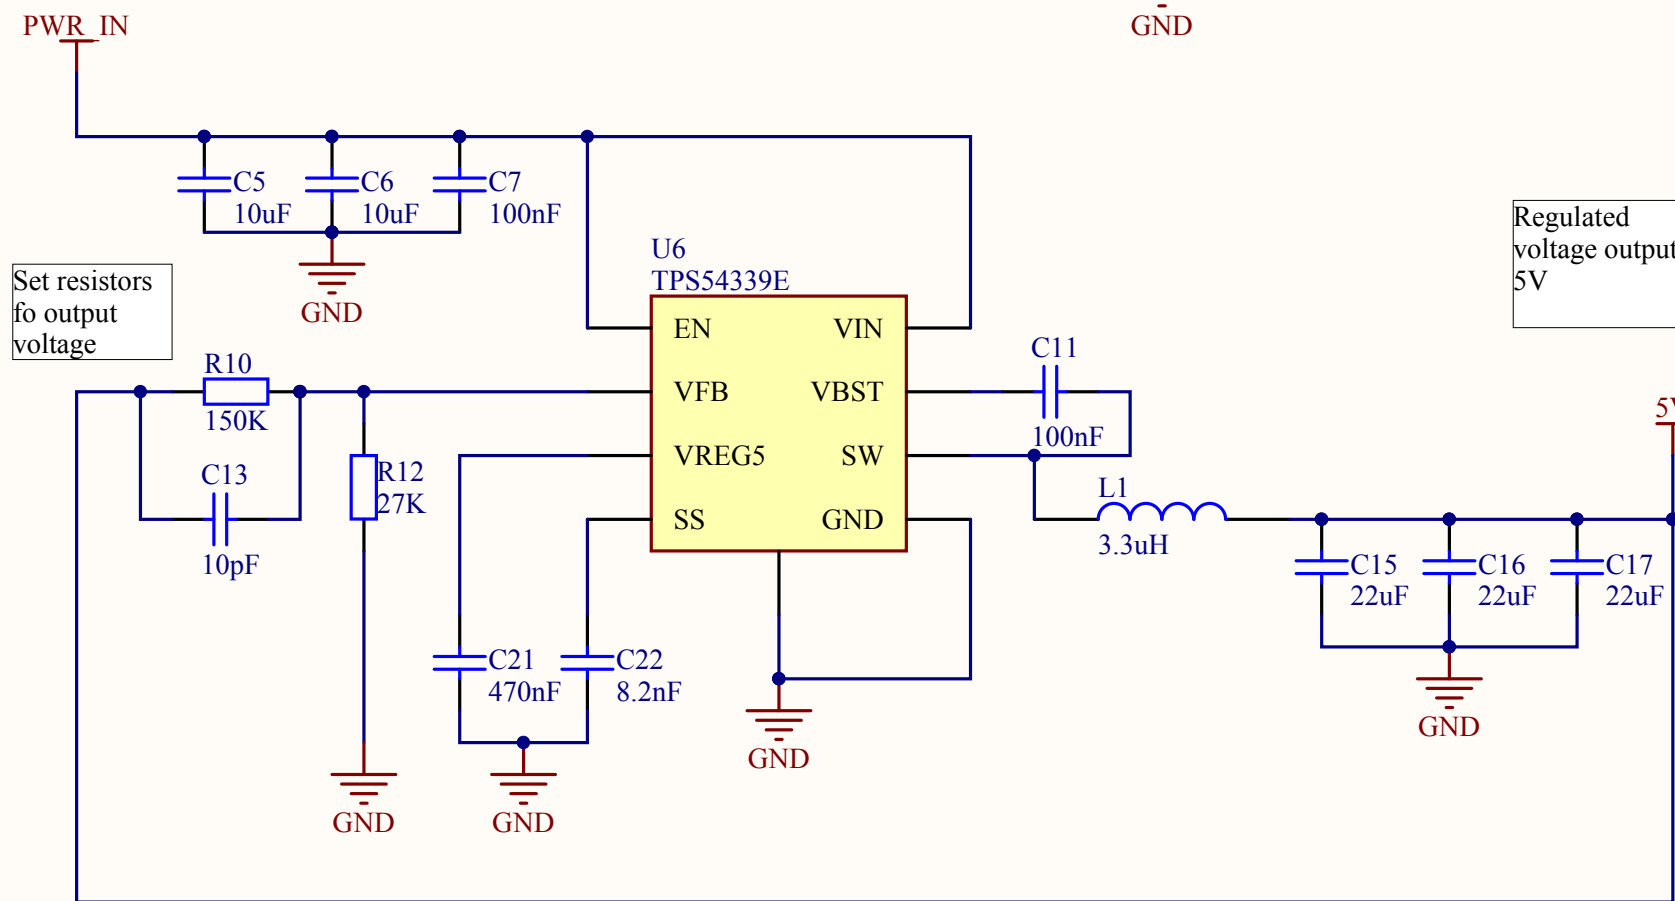 PWR_IN
GND
C5
10uF
C6
10uF
C7
100nF
GND
Set resistors
fo output
voltage
Regulated
voltage output
5V
U6
TPS54339E
EN
VIN
VFB
VBST
VREG5
SW
SS
GND
R10
150K
C13
10pF
R12
27K
C11
100nF
L1
3.3uH
5V
C15
22uF
C16
22uF
C17
22uF
C21
470nF
C22
8.2nF
GND
GND
GND
GND